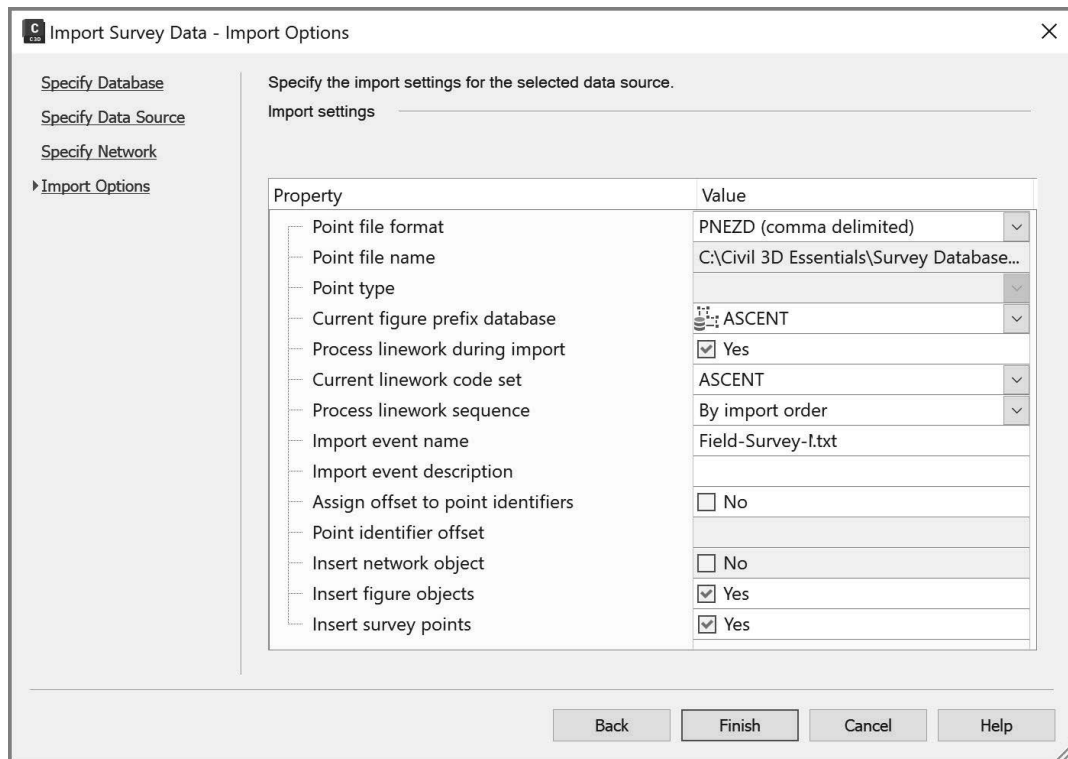 C
C3D
Import Survey Data - Import Options
Specify Database
Specify Data Source
Specify Network
Import Options
Specify the import settings for the selected data source.
Import settings
Property Value
Point file format PNEZD (comma delimited)
Point file name C:\Civil 3D Essentials\Survey Database...
Point type
Current figure prefix database ASCENT
Process linework during import Yes
Current linework code set ASCENT
Process linework sequence By import order
Import event name
Import event description
Assign offset to point identifiers No
Point identifier offset
Insert network object No
Insert figure objects Yes
Insert survey points Yes
Back Finish Cancel Help